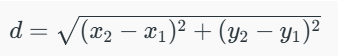 d = √(x₂ − x₁)² + (y₂ − y₁)²